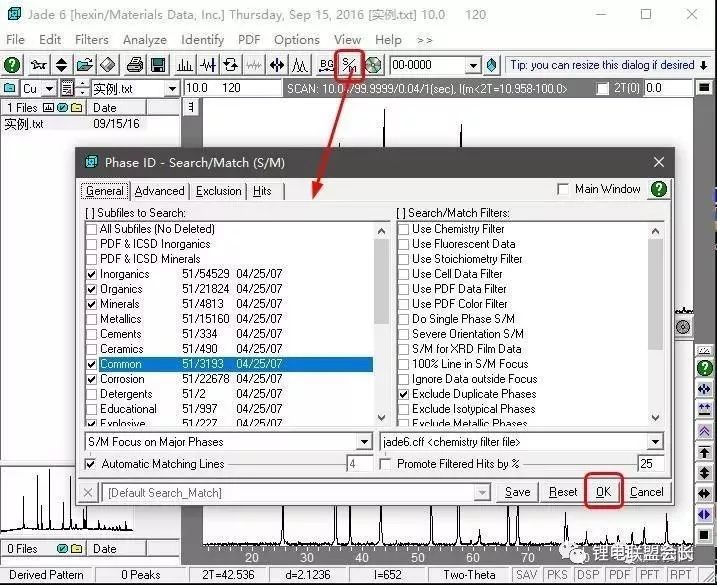 Jade 6 [hexin/Materials Data, Inc.] Thursday, Sep 15, 2016 [实例.txt] 10.0 120
File Edit Filters Analyze Identify PDF Options View Help >>
BG S/M 00-0000 Tip: you can resize this dialog if desired
Cu 实例.txt 10.0 120 SCAN: 10.0/99.9999/0.04/1(sec), I(m<2T=10.958-100.0> 2T(0) 0.0
1 Files Date
实例.txt 09/15/16
Phase ID - Search/Match (S/M)
General Advanced Exclusion Hits Main Window
[ ] Subfiles to Search: [ ] Search/Match Filters:
All Subfiles (No Deleted) Use Chemistry Filter
PDF & ICSD Inorganics Use Fluorescent Data
PDF & ICSD Minerals Use Stoichiometry Filter
Inorganics 51/54529 04/25/07 Use Cell Data Filter
Organics 51/21824 04/25/07 Use PDF Data Filter
Minerals 51/4813 04/25/07 Use PDF Color Filter
Metallics 51/15160 04/25/07 Do Single Phase S/M
Cements 51/334 04/25/07 Severe Orientation S/M
Ceramics 51/490 04/25/07 S/M for XRD Film Data
Common 51/3193 04/25/07 100% Line in S/M Focus
Corrosion 51/22678 04/25/07 Ignore Data outside Focus
Detergents 51/2 04/25/07 Exclude Duplicate Phases
Educational 51/997 04/25/07 Exclude Isotypical Phases
Explosive 51/227 04/25/07 Exclude Metallic Phases
S/M Focus on Major Phases jade6.cff <chemistry filter file>
Automatic Matching Lines 4 Promote Filtered Hits by % 25
[Default Search_Match] Save Reset OK Cancel
0 Files Date
20 30 40 50 60 70 80 90
锂电联盟会长
Derived Pattern 0 Peaks 2T=42.536 d=2.1236 I=652 Two-Theta SAV PKS DSP PDF PFT RPT